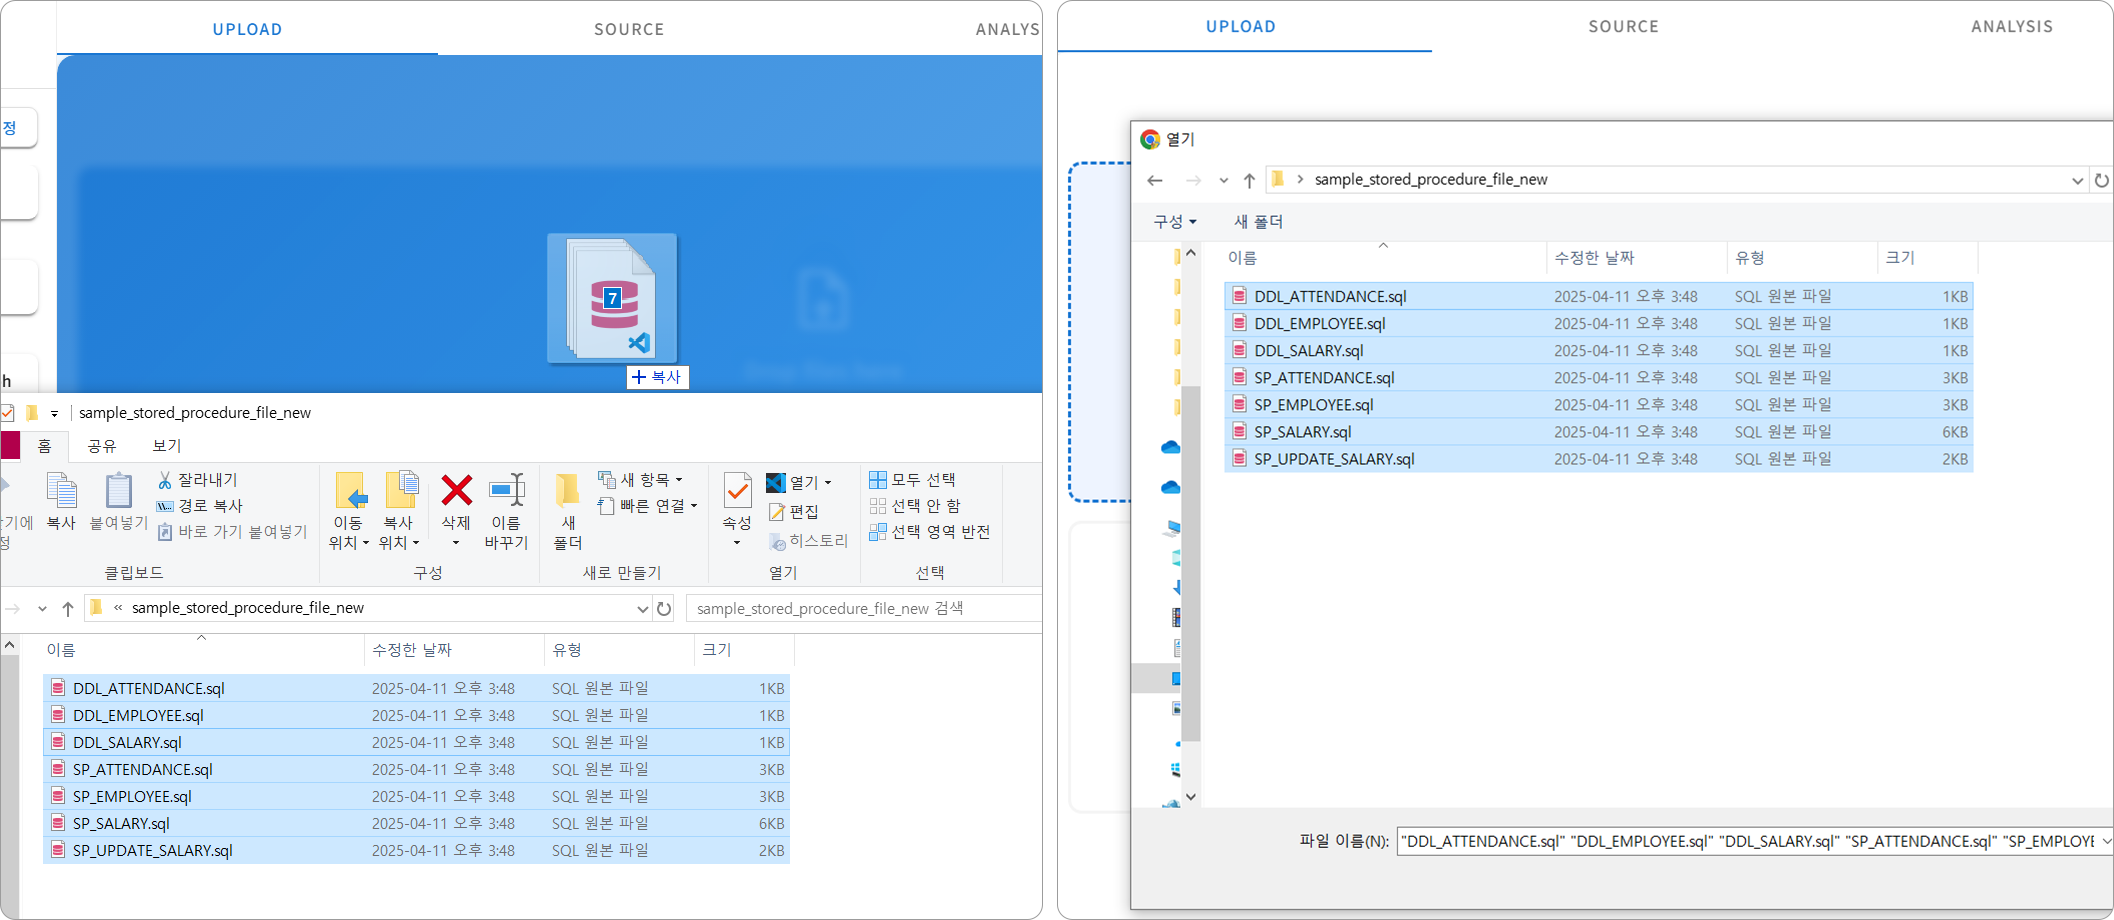 UPLOAD SOURCE ANALYS
정
h
7
복사
sample_stored_procedure_file_new
홈 공유 보기
복사 붙여넣기 잘라내기
경로 복사
바로 가기 붙여넣기
클립보드
이동 위치 복사 위치 삭제 이름 바꾸기
구성
새 폴더 새 항목
빠른 연결
새로 만들기
속성 열기
편집
히스토리
열기
모두 선택
선택 안 함
선택 영역 반전
선택
« sample_stored_procedure_file_new sample_stored_procedure_file_new 검색
이름 수정한 날짜 유형 크기
DDL_ATTENDANCE.sql 2025-04-11 오후 3:48 SQL 원본 파일 1KB
DDL_EMPLOYEE.sql 2025-04-11 오후 3:48 SQL 원본 파일 1KB
DDL_SALARY.sql 2025-04-11 오후 3:48 SQL 원본 파일 1KB
SP_ATTENDANCE.sql 2025-04-11 오후 3:48 SQL 원본 파일 3KB
SP_EMPLOYEE.sql 2025-04-11 오후 3:48 SQL 원본 파일 3KB
SP_SALARY.sql 2025-04-11 오후 3:48 SQL 원본 파일 6KB
SP_UPDATE_SALARY.sql 2025-04-11 오후 3:48 SQL 원본 파일 2KB
UPLOAD SOURCE ANALYSIS
열기
sample_stored_procedure_file_new
구성 새 폴더
이름 수정한 날짜 유형 크기
DDL_ATTENDANCE.sql 2025-04-11 오후 3:48 SQL 원본 파일 1KB
DDL_EMPLOYEE.sql 2025-04-11 오후 3:48 SQL 원본 파일 1KB
DDL_SALARY.sql 2025-04-11 오후 3:48 SQL 원본 파일 1KB
SP_ATTENDANCE.sql 2025-04-11 오후 3:48 SQL 원본 파일 3KB
SP_EMPLOYEE.sql 2025-04-11 오후 3:48 SQL 원본 파일 3KB
SP_SALARY.sql 2025-04-11 오후 3:48 SQL 원본 파일 6KB
SP_UPDATE_SALARY.sql 2025-04-11 오후 3:48 SQL 원본 파일 2KB
파일 이름(N): "DDL_ATTENDANCE.sql" "DDL_EMPLOYEE.sql" "DDL_SALARY.sql" "SP_ATTENDANCE.sql" "SP_EMPLOYE